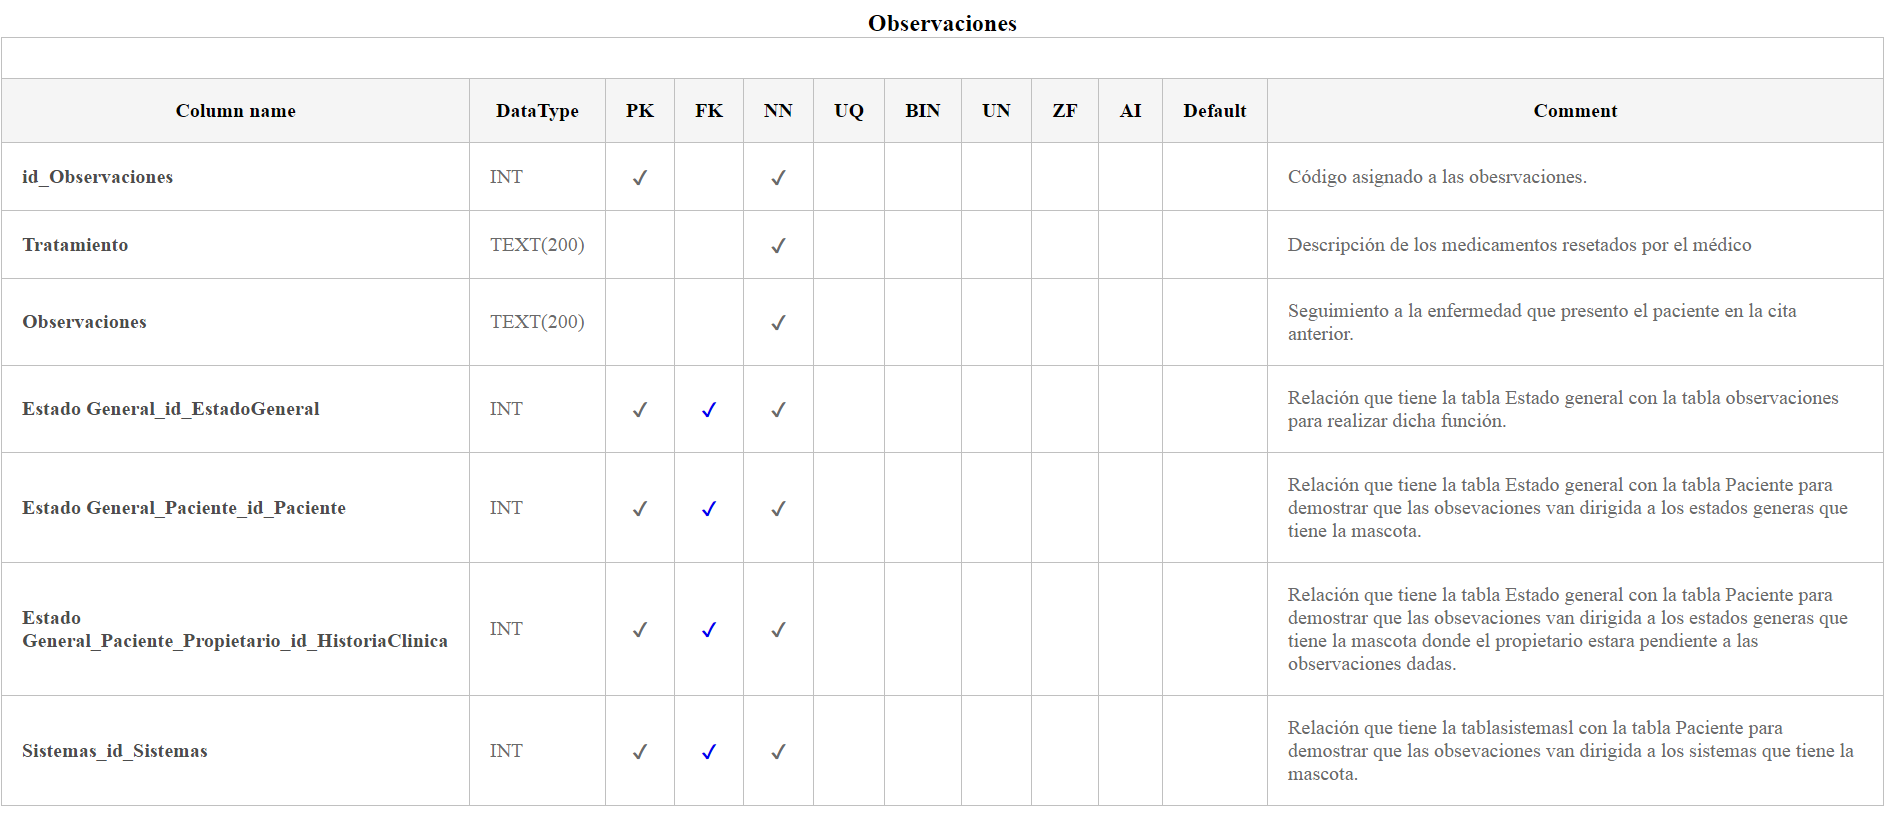 Observaciones
Column name DataType PK FK NN UQ BIN UN ZF AI Default Comment
id_Observaciones INT ✓ ✓ Código asignado a las obesrvaciones.
Tratamiento TEXT(200) ✓ Descripción de los medicamentos resetados por el médico
Observaciones TEXT(200) ✓ Seguimiento a la enfermedad que presento el paciente en la cita
anterior.
Estado General_id_EstadoGeneral INT ✓ ✓ ✓ Relación que tiene la tabla Estado general con la tabla observaciones
para realizar dicha función.
Estado General_Paciente_id_Paciente INT ✓ ✓ ✓ Relación que tiene la tabla Estado general con la tabla Paciente para
demostrar que las obsevaciones van dirigida a los estados generas que
tiene la mascota.
Estado
General_Paciente_Propietario_id_HistoriaClinica INT ✓ ✓ ✓ Relación que tiene la tabla Estado general con la tabla Paciente para
demostrar que las obsevaciones van dirigida a los estados generas que
tiene la mascota donde el propietario estara pendiente a las
observaciones dadas.
Sistemas_id_Sistemas INT ✓ ✓ ✓ Relación que tiene la tablasistemasl con la tabla Paciente para
demostrar que las obsevaciones van dirigida a los sistemas que tiene la
mascota.